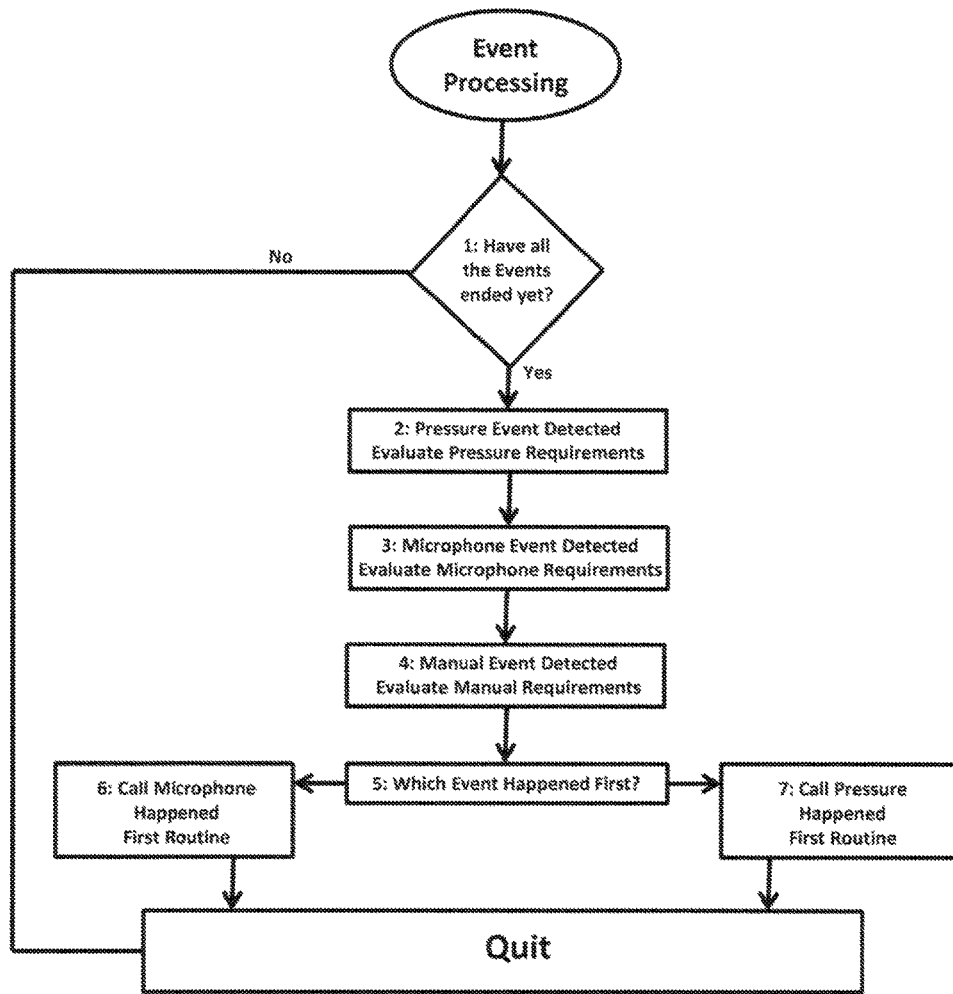 Event
Processing
1: Have all
the Events
ended yet?
No
Yes
2: Pressure Event Detected
Evaluate Pressure Requirements
3: Microphone Event Detected
Evaluate Microphone Requirements
4: Manual Event Detected
Evaluate Manual Requirements
5: Which Event Happened First?
6: Call Microphone
Happened
First Routine
7: Call Pressure
Happened
First Routine
Quit